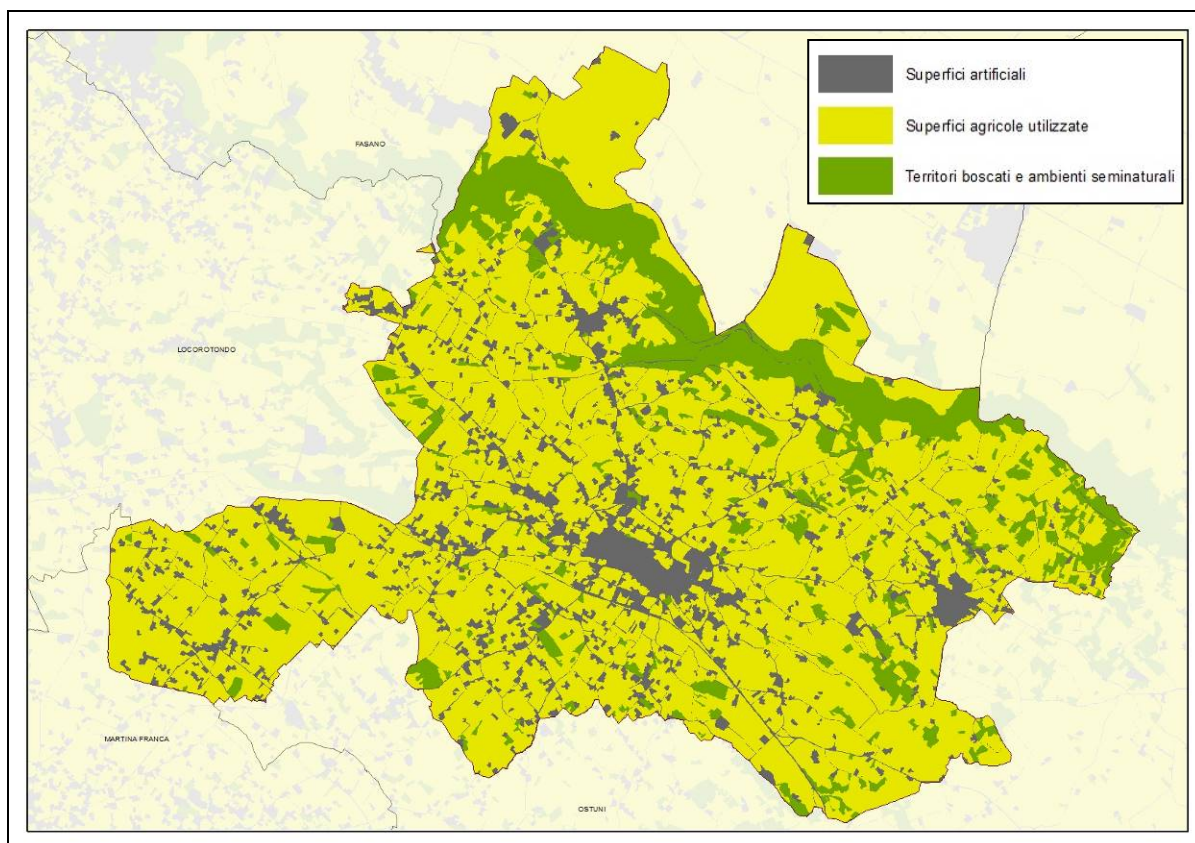 Superfici artificiali
Superfici agricole utilizzate
Territori boscati e ambienti seminaturali
FASANO
LOCOROTONDO
MARTINA FRANCA
OSTUNI